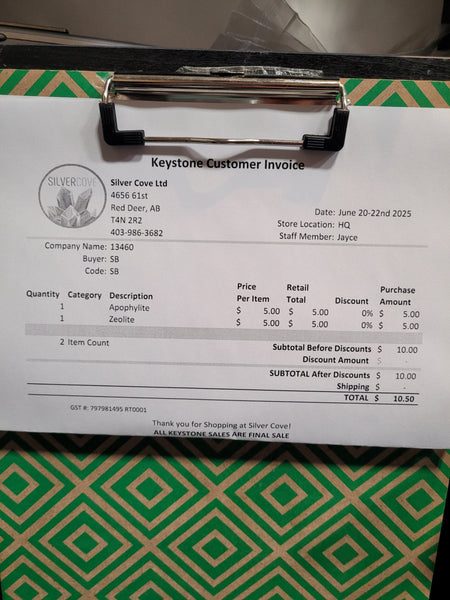 Keystone Customer Invoice
SILVERCOVE
Silver Cove Ltd
4656 61st
Red Deer, AB
T4N 2R2
403-986-3682
Date: June 20-22nd 2025
Store Location: HQ
Staff Member: Jayce
Company Name: 13460
Buyer: SB
Code: SB
Quantity Category Description Price Per Item Retail Total Discount Purchase Amount
1 Apophylite $ 5.00 $ 5.00 0% $ 5.00
1 Zeolite $ 5.00 $ 5.00 0% $ 5.00
2 Item Count
Subtotal Before Discounts $ 10.00
Discount Amount $ -
SUBTOTAL After Discounts $ 10.00
Shipping $ -
TOTAL $ 10.50
GST #: 797981495 RT0001
Thank you for Shopping at Silver Cove!
ALL KEYSTONE SALES ARE FINAL SALE